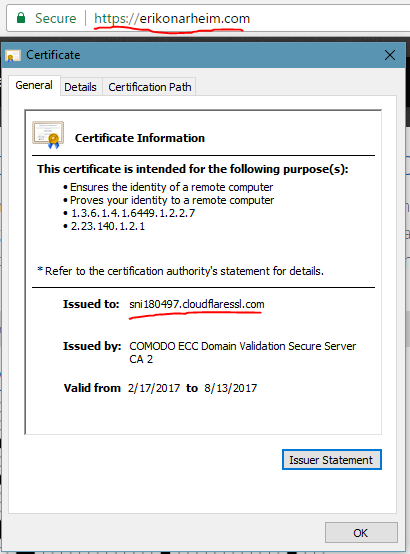 Secure | https://erikonarheim.com
Certificate
General Details Certification Path
Certificate Information
This certificate is intended for the following purpose(s):
• Ensures the identity of a remote computer
• Proves your identity to a remote computer
• 1.3.6.1.4.1.6449.1.2.2.7
• 2.23.140.1.2.1
* Refer to the certification authority's statement for details.
Issued to: sni180497.cloudflaressl.com
Issued by: COMODO ECC Domain Validation Secure Server
CA 2
Valid from 2/17/2017 to 8/13/2017
Issuer Statement
OK